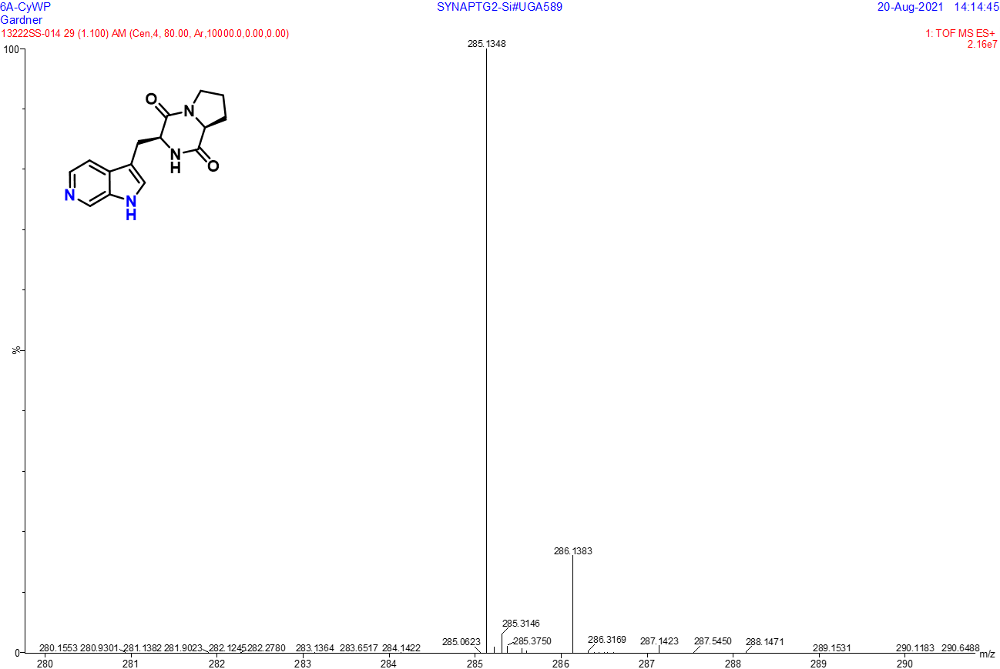 6A-CyWP SYNAPTG2-Si#UGA589 20-Aug-2021 14:14:45
Gardner
13222SS-014 29 (1.100) AM (Cen,4, 80.00, Ar,10000.0,0.00,0.00) 1: TOF MS ES+
2.16e7
285.1348
100
O
N
N
H
O
N
N
H
%
286.1383
285.3146
285.0623 285.3750 286.3169
280.1553 280.9301 281.1382 281.9023 282.1245 282.2780 283.1364 283.6517 284.1422 287.1423 287.5450 288.1471 289.1531 290.1183 290.6488
0
m/z
280 281 282 283 284 285 286 287 288 289 290